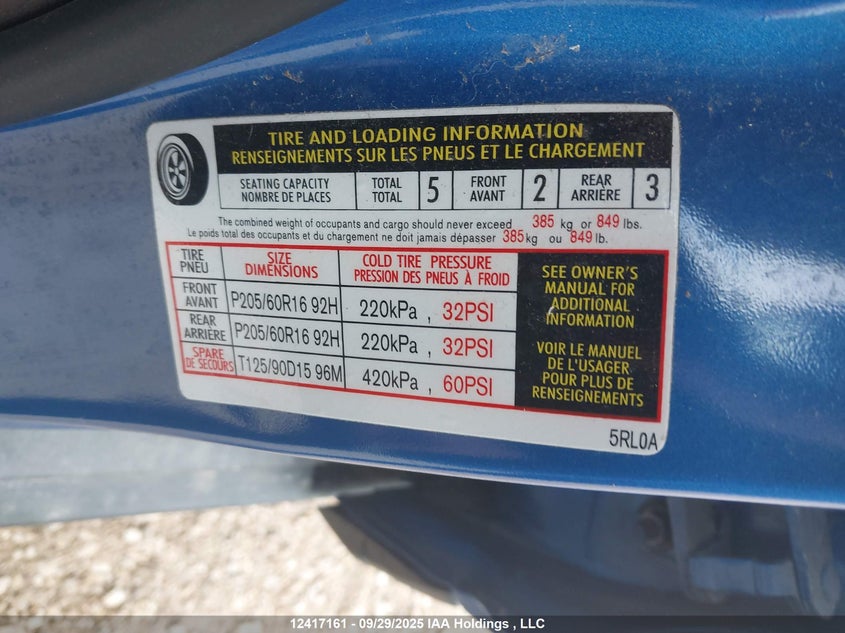 TIRE AND LOADING INFORMATION
RENSEIGNEMENTS SUR LES PNEUS ET LE CHARGEMENT
SEATING CAPACITY
NOMBRE DE PLACES
TOTAL
TOTAL
5
FRONT
AVANT
2
REAR
ARRIÈRE
3
The combined weight of occupants and cargo should never exceed 385 kg or 849 lbs.
Le poids total des occupants et du chargement ne doit jamais dépasser 385kg ou 849 lb.
TIRE
PNEU
SIZE
DIMENSIONS
COLD TIRE PRESSURE
PRESSION DES PNEUS À FROID
FRONT
AVANT
P205/60R16 92H
220kPa , 32PSI
REAR
ARRIÈRE
P205/60R16 92H
220kPa , 32PSI
SPARE
DE SECOURS
T125/90D15 96M
420kPa , 60PSI
SEE OWNER'S
MANUAL FOR
ADDITIONAL
INFORMATION
VOIR LE MANUEL
DE L'USAGER
POUR PLUS DE
RENSEIGNEMENTS
5RL0A
12417161 - 09/29/2025 IAA Holdings , LLC